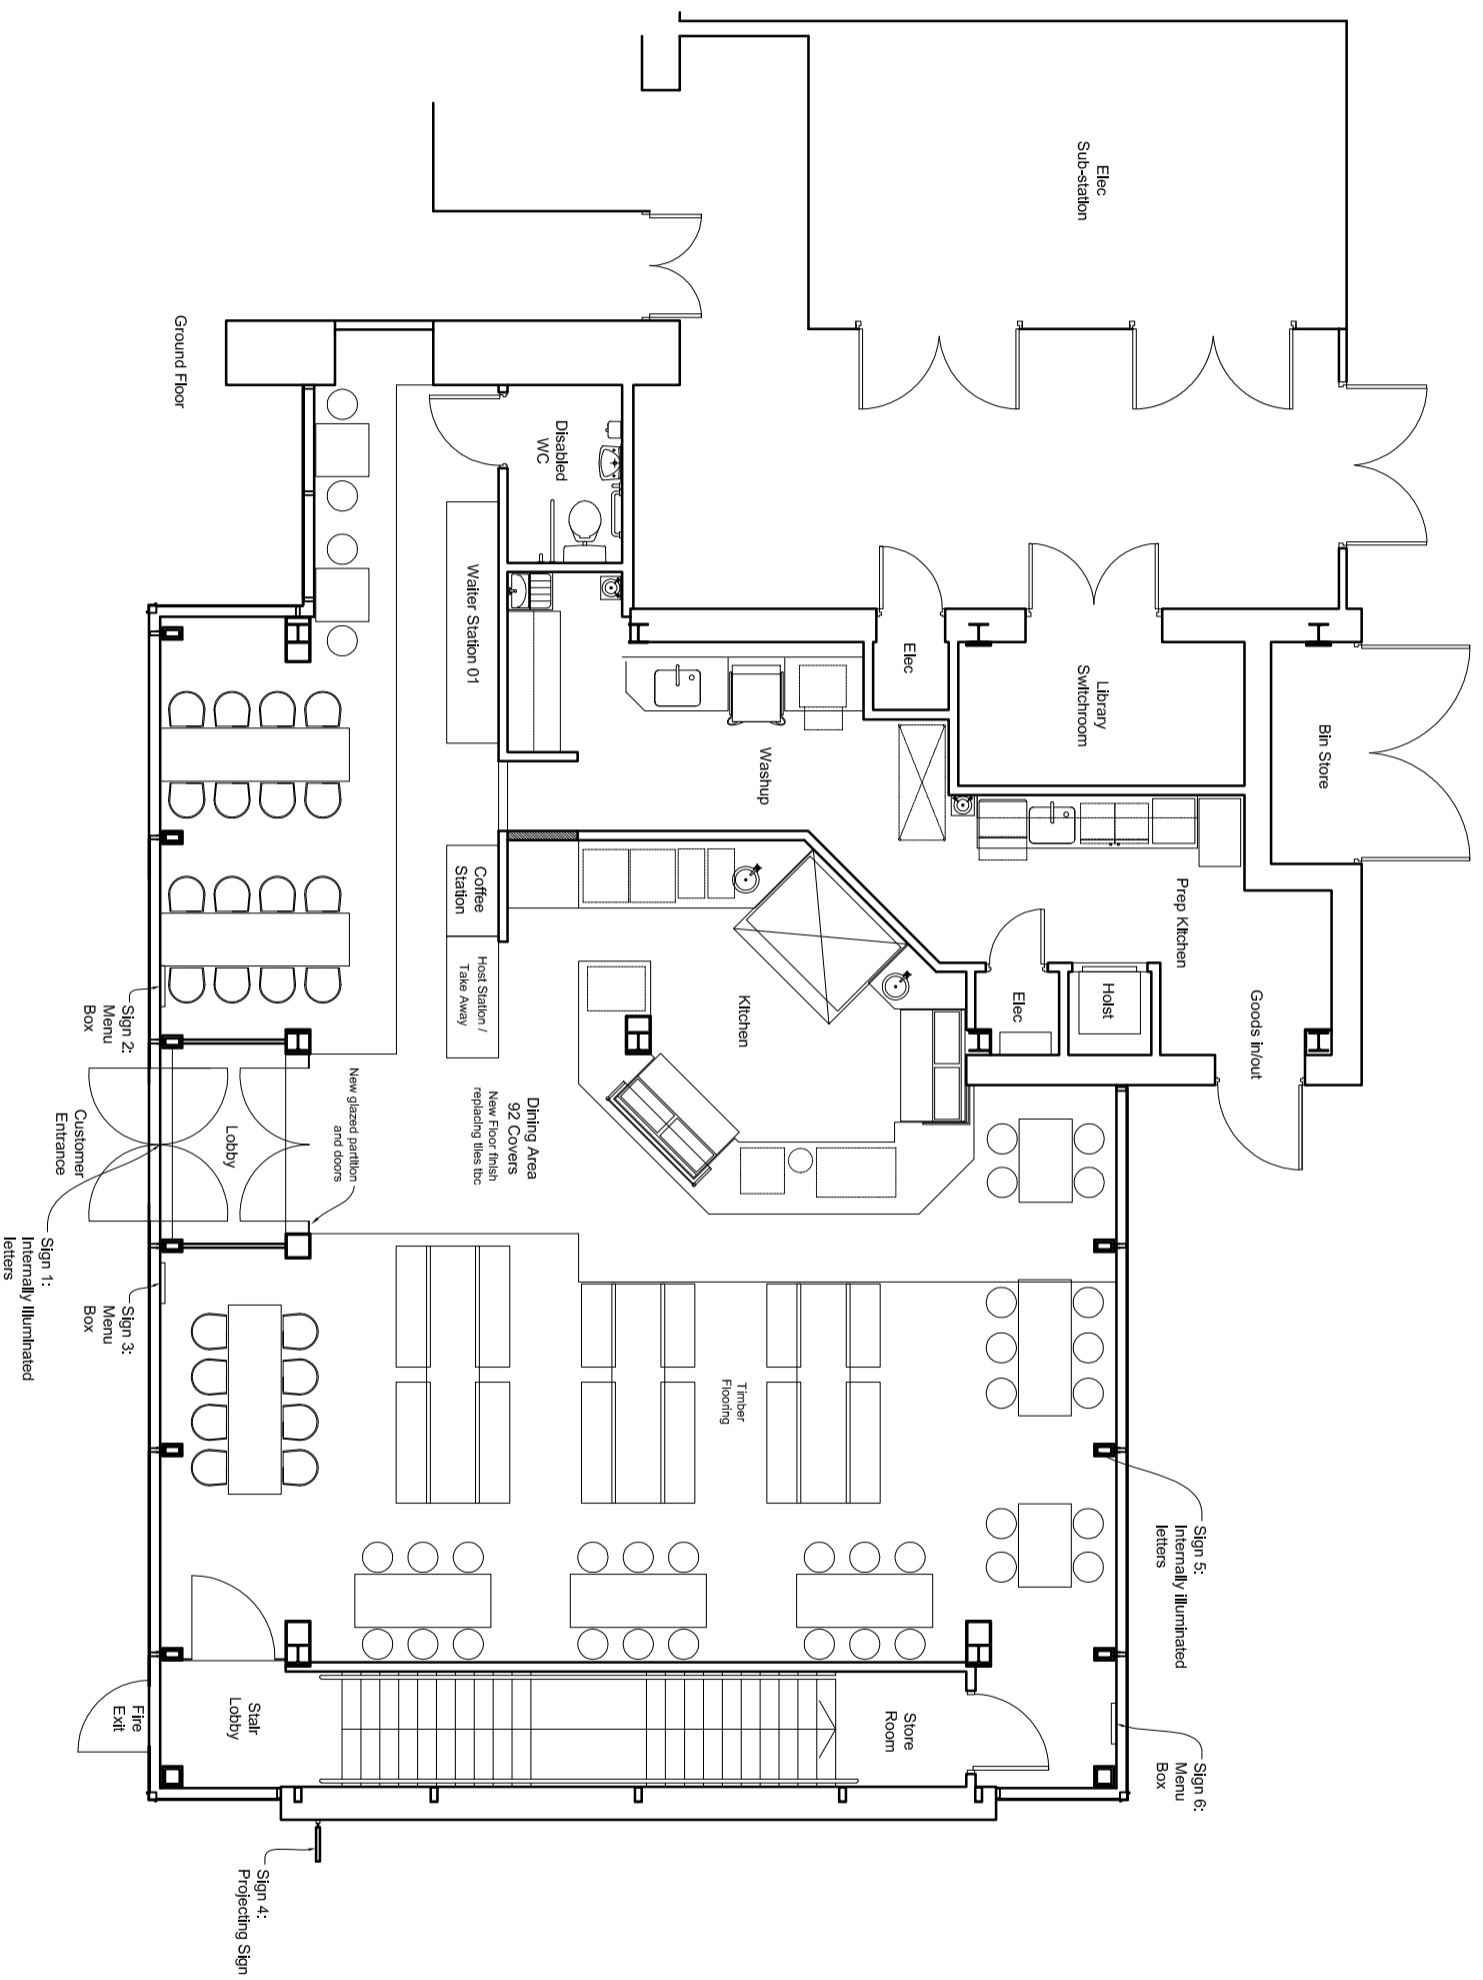 Elec
Sub-station
Ground Floor
Disabled
WC
Waiter Station 01
Elec
Library
Switchroom
Bin Store
Washup
Prep Kitchen
Coffee
Station
Host Station /
Take Away
Kitchen
Elec
Hoist
Goods in/out
Sign 2:
Menu
Box
Customer
Entrance
Lobby
New glazed partition
and doors
Dining Area
92 Covers
New Floor finish
replacing tiles tbc
Sign 1:
Internally Illuminated
letters
Sign 3:
Menu
Box
Timber
Flooring
Sign 5:
Internally illuminated
letters
Fire
Exit
Stair
Lobby
Store
Room
Sign 6:
Menu
Box
Sign 4:
Projecting Sign